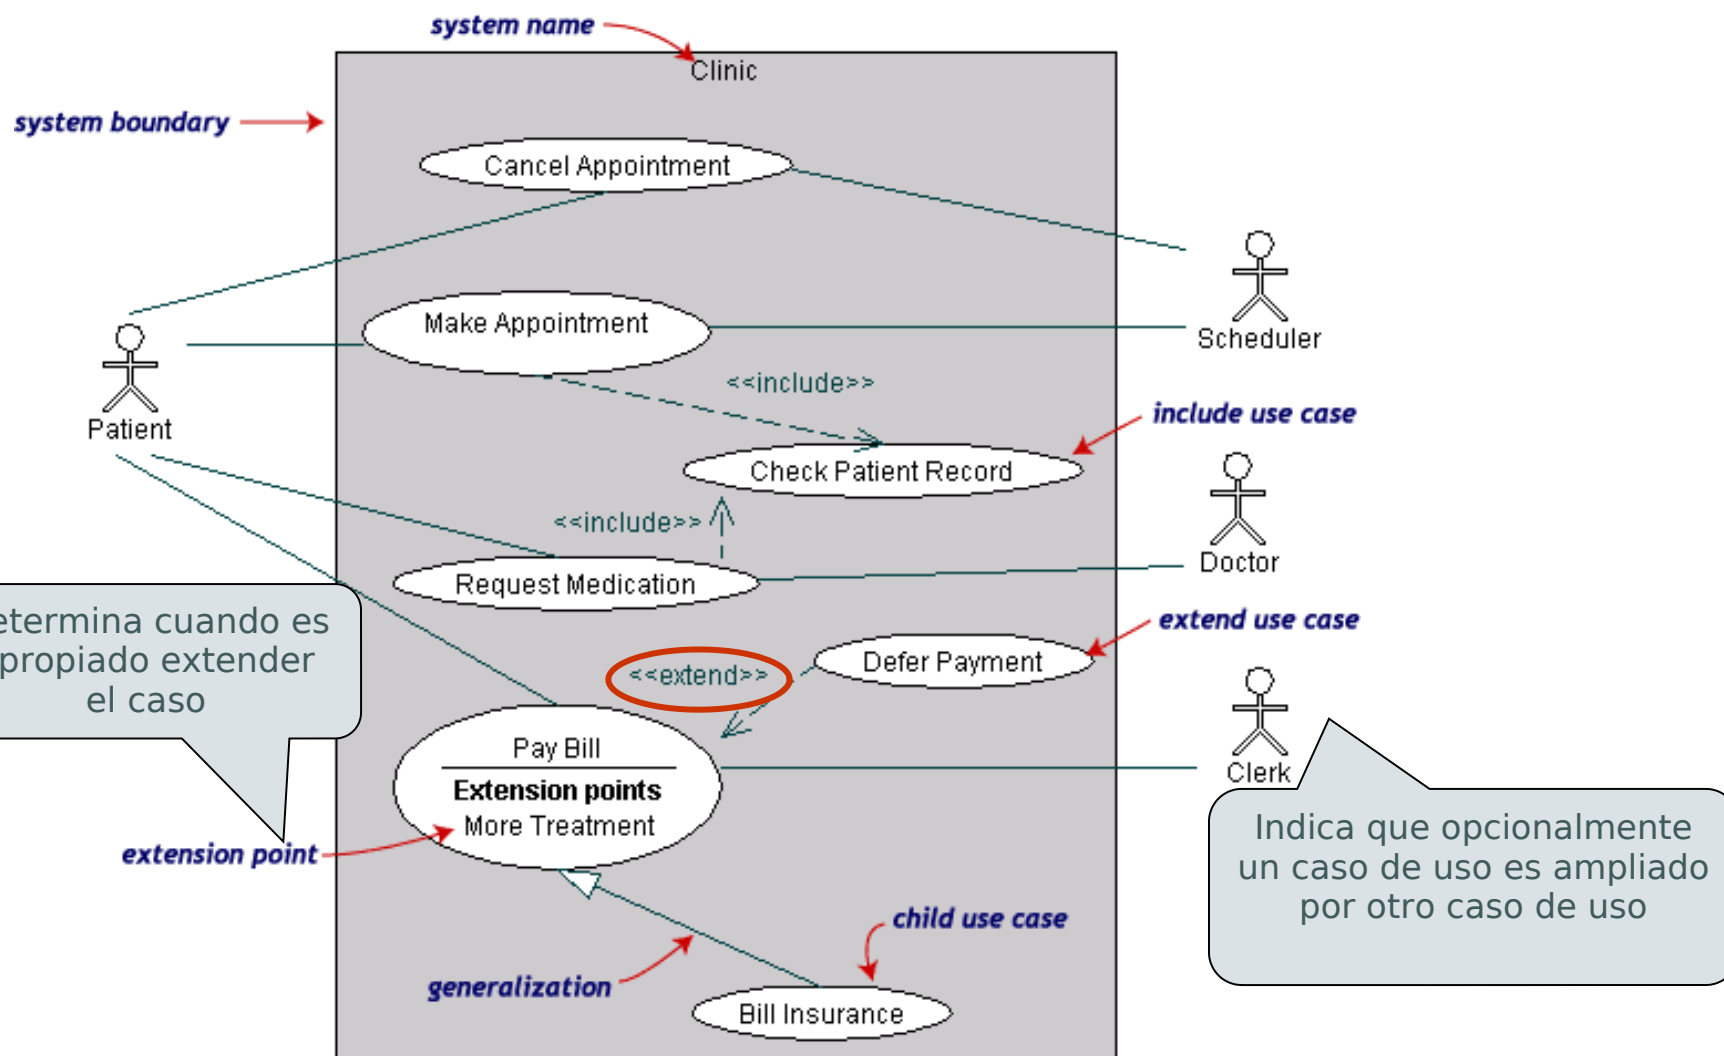 system name
Clinic
system boundary
Cancel Appointment
Make Appointment
Scheduler
<<include>>
Patient
include use case
Check Patient Record
<<include>>
Doctor
Request Medication
etermina cuando es
propiado extender
el caso
extend use case
Defer Payment
<<extend>>
Pay Bill
Extension points
More Treatment
Clerk
extension point
Indica que opcionalmente
un caso de uso es ampliado
por otro caso de uso
child use case
generalization
Bill Insurance